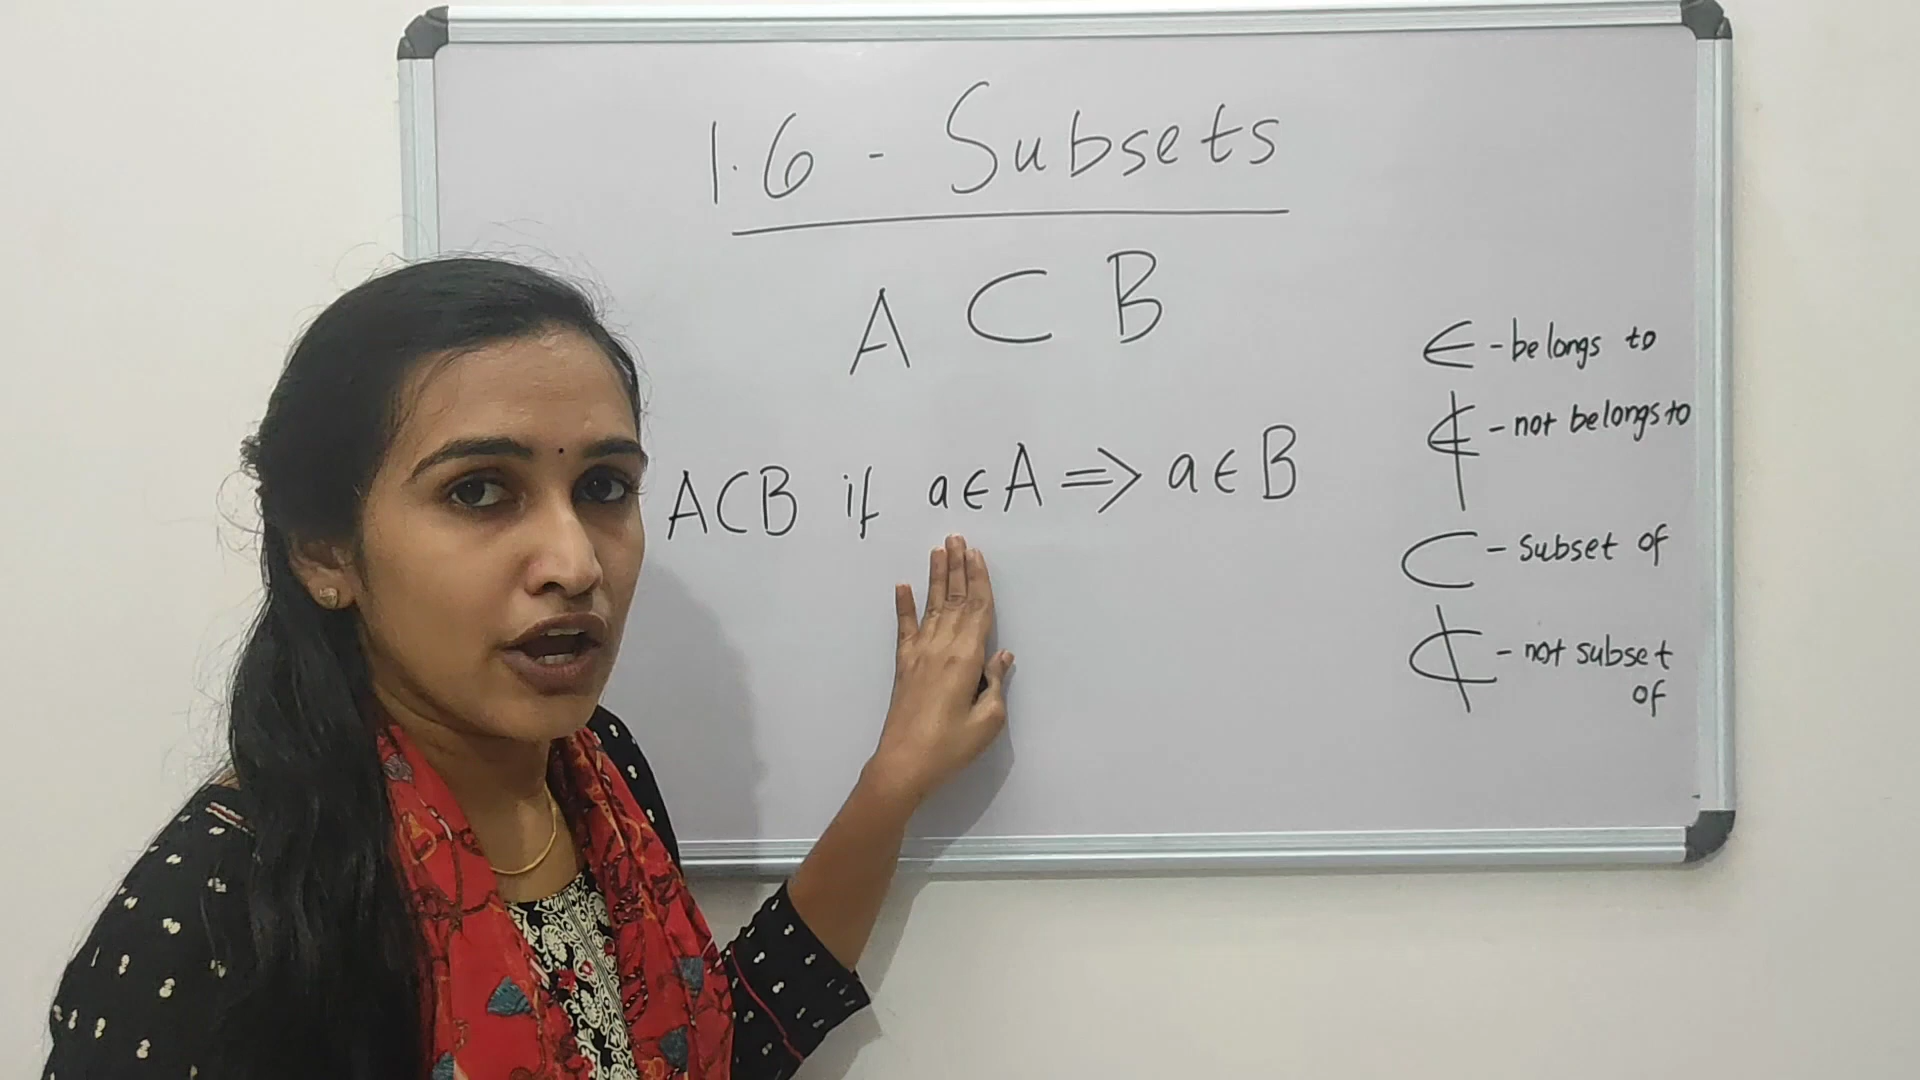 1.6 - Subsets
A ⊂ B
A⊂B if a∈A => a∈B
∈ - belongs to
∉ - not belongs to
⊂ - subset of
⊄ - not subset
of